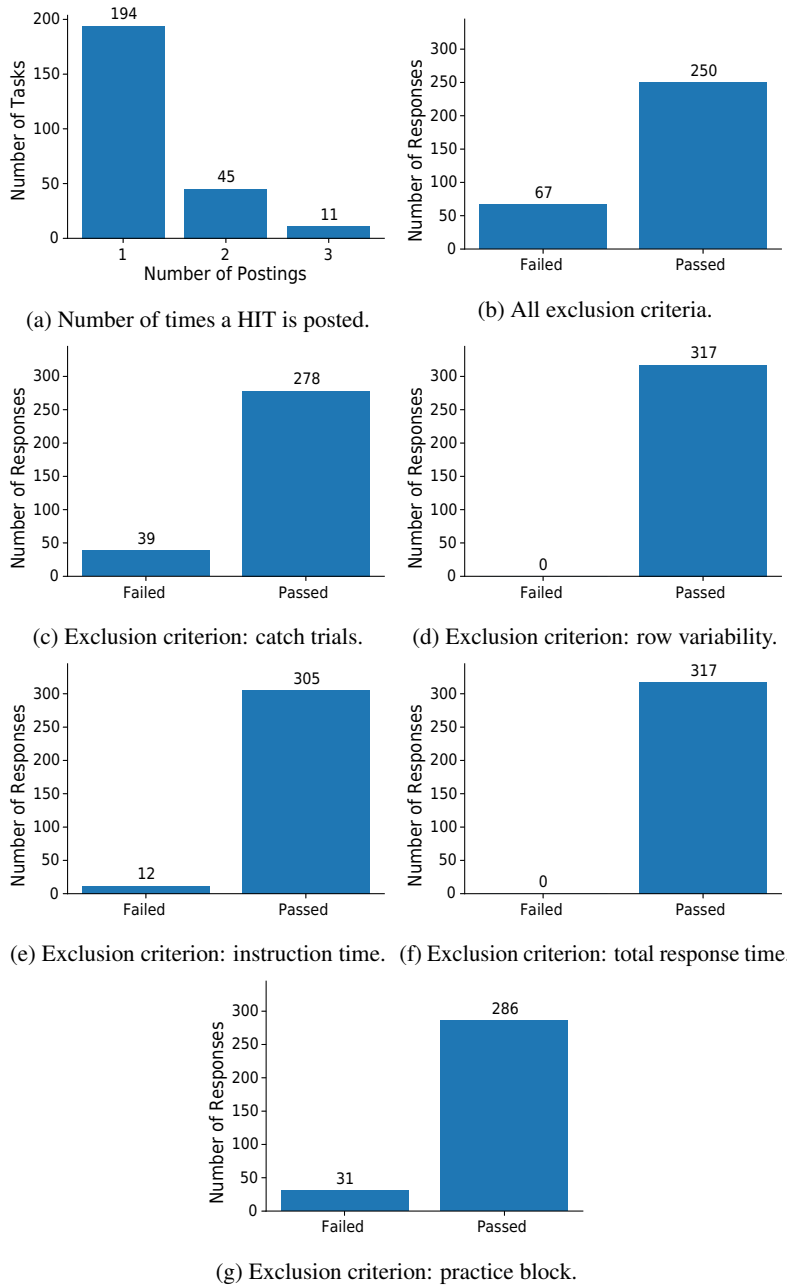 200
150
100
50
0
Number of Tasks
194
45
11
1 2 3
Number of Postings
(a) Number of times a HIT is posted.
300
250
200
150
100
50
0
Number of Responses
67
250
Failed Passed
(b) All exclusion criteria.
300
250
200
150
100
50
0
Number of Responses
39
278
Failed Passed
(c) Exclusion criterion: catch trials.
300
250
200
150
100
50
0
Number of Responses
0
317
Failed Passed
(d) Exclusion criterion: row variability.
300
250
200
150
100
50
0
Number of Responses
12
305
Failed Passed
(e) Exclusion criterion: instruction time.
300
250
200
150
100
50
0
Number of Responses
0
317
Failed Passed
(f) Exclusion criterion: total response time.
300
250
200
150
100
50
0
Number of Responses
31
286
Failed Passed
(g) Exclusion criterion: practice block.